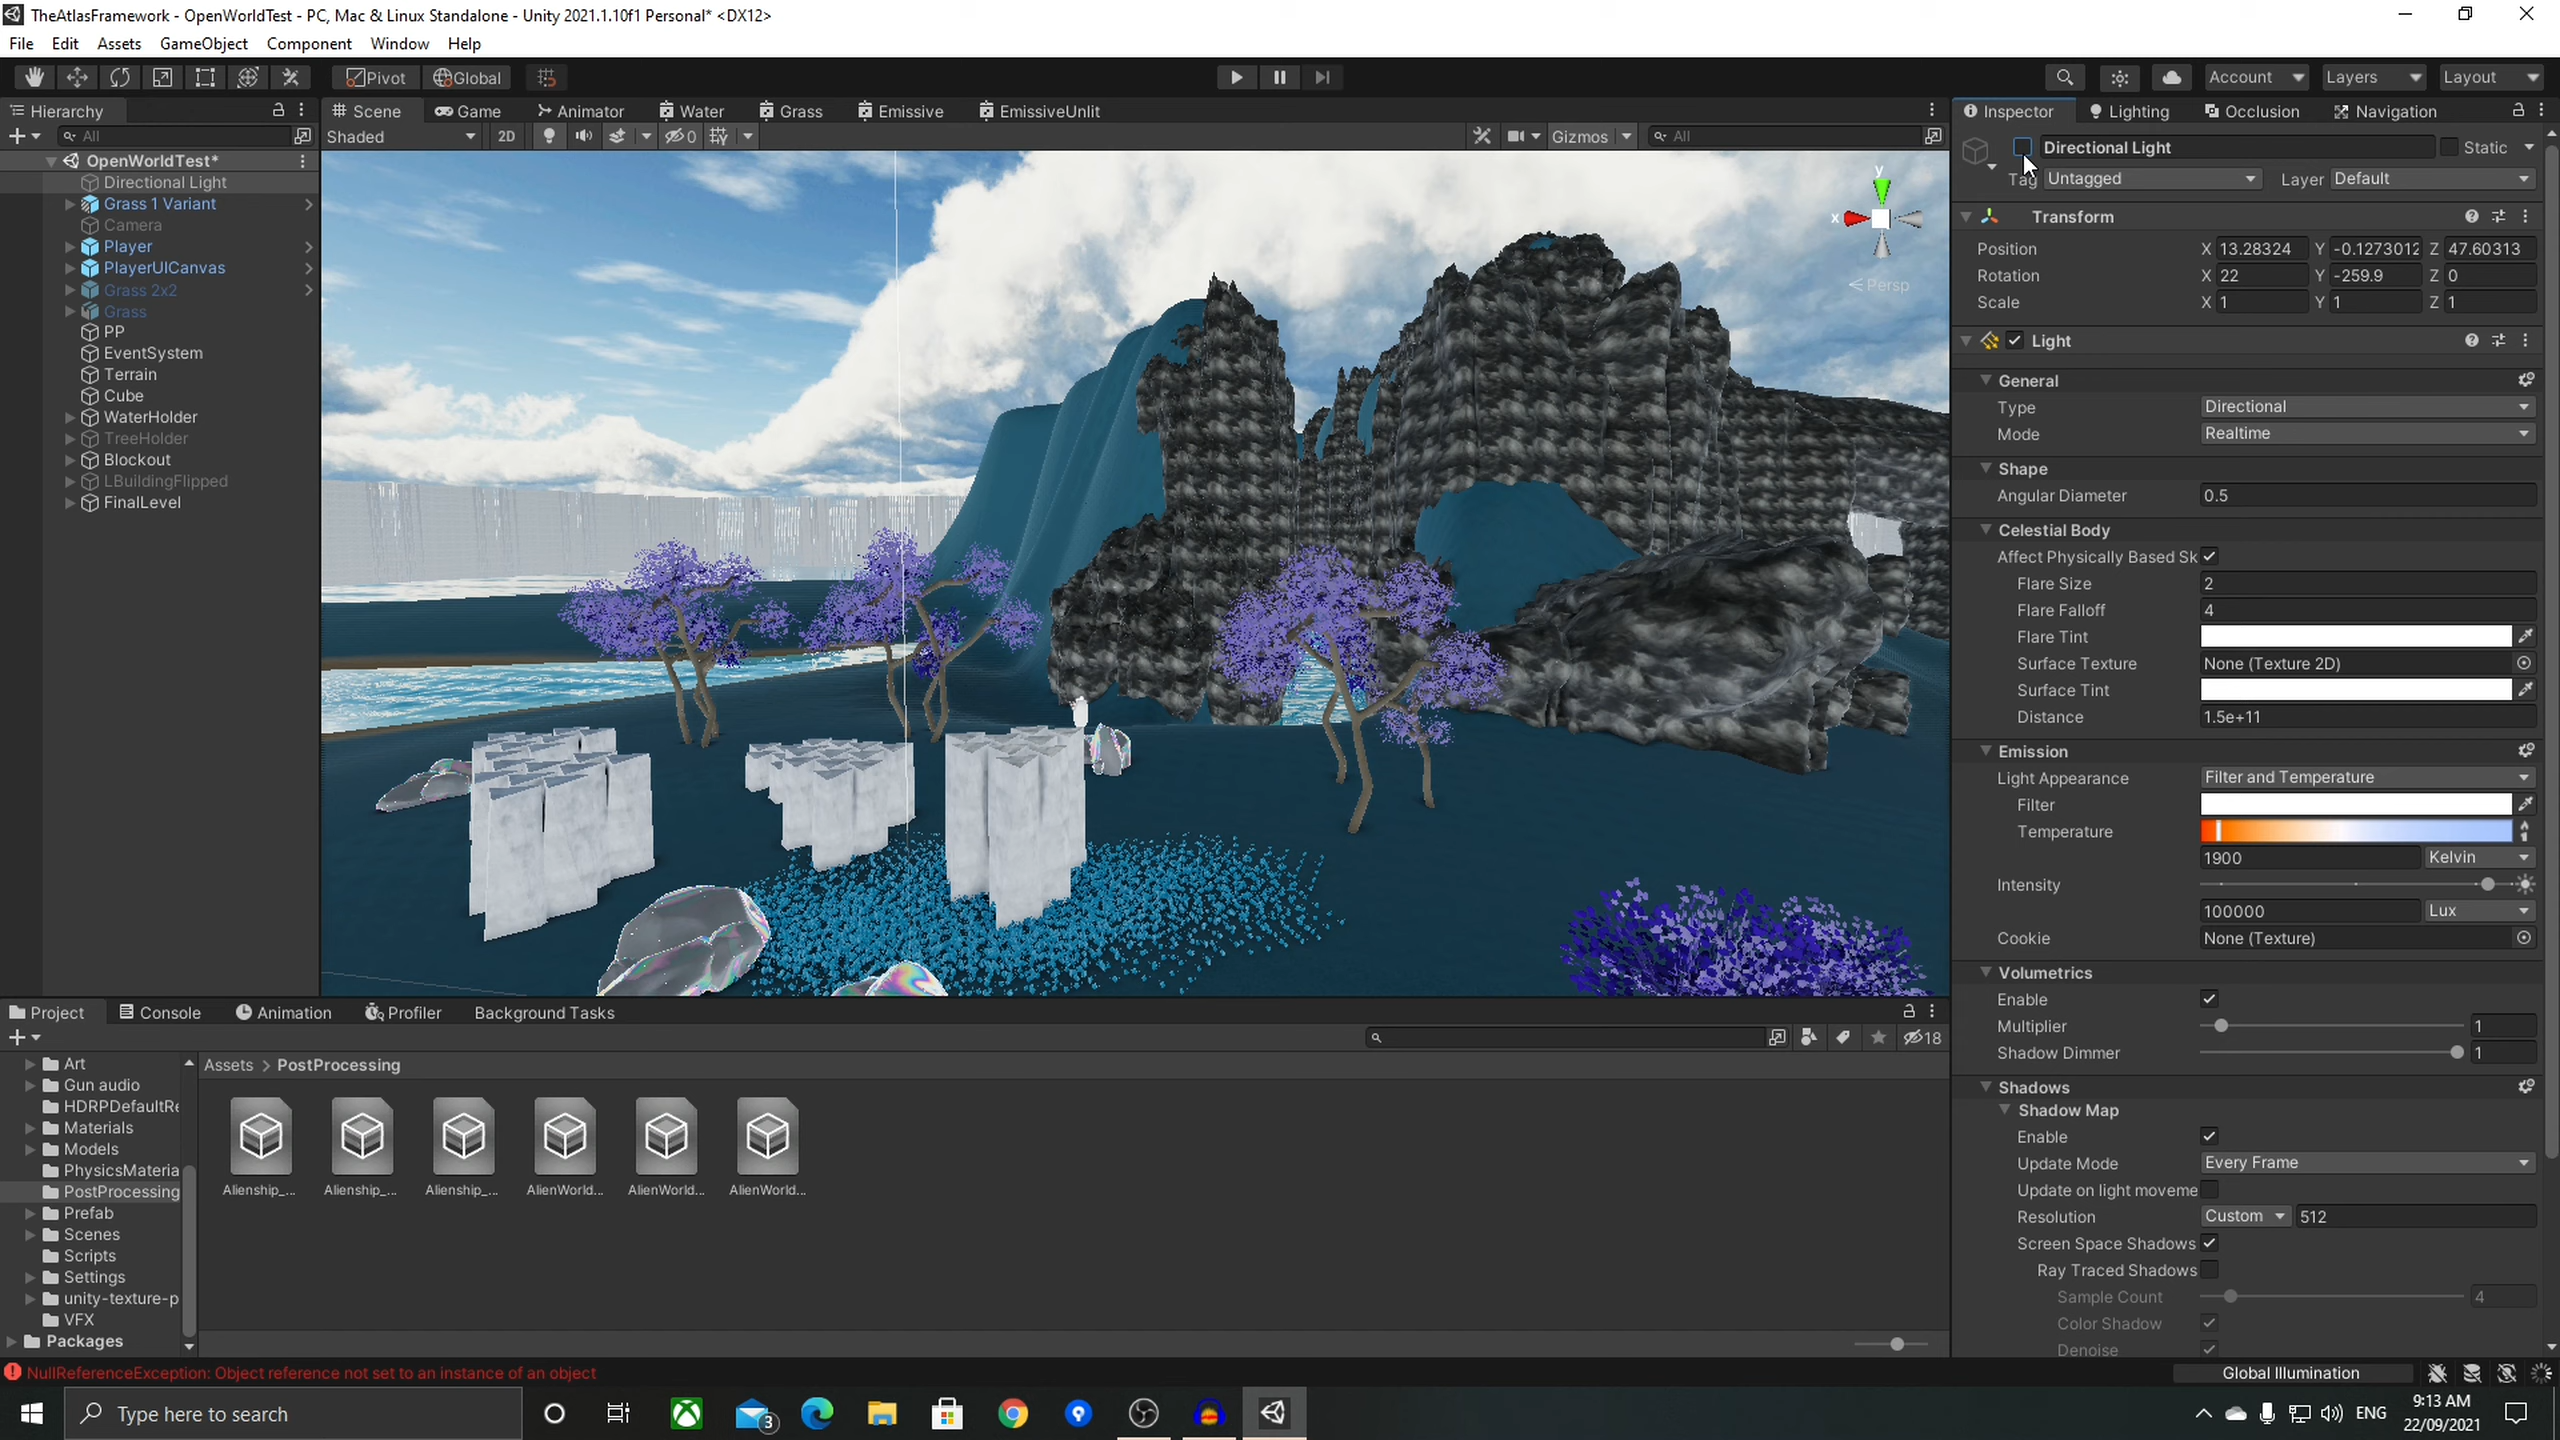 TheAtlasFramework - OpenWorldTest - PC, Mac & Linux Standalone - Unity 2021.1.10f1 Personal* <DX12>
File Edit Assets GameObject Component Window Help
Pivot Global Account Layers Layout
Hierarchy Scene Game Animator Water Grass Emissive EmissiveUnlit Inspector Lighting Occlusion Navigation
All Shaded 2D 0 Gizmos All
OpenWorldTest*
Directional Light
Grass 1 Variant
Camera
Player
PlayerUICanvas
Grass 2x2
Grass
PP
EventSystem
Terrain
Cube
WaterHolder
TreeHolder
Blockout
LBuildingFlipped
FinalLevel
y
x
Persp
Directional Light Static
Tag Untagged Layer Default
Transform
Position X 13.28324 Y -0.1273012 Z 47.60313
Rotation X 22 Y -259.9 Z 0
Scale X 1 Y 1 Z 1
Light
General
Type Directional
Mode Realtime
Shape
Angular Diameter 0.5
Celestial Body
Affect Physically Based Sk
Flare Size 2
Flare Falloff 4
Flare Tint
Surface Texture None (Texture 2D)
Surface Tint
Distance 1.5e+11
Emission
Light Appearance Filter and Temperature
Filter
Temperature
1900 Kelvin
Intensity
100000 Lux
Cookie None (Texture)
Volumetrics
Enable
Multiplier 1
Shadow Dimmer 1
Shadows
Shadow Map
Enable
Update Mode Every Frame
Update on light moveme
Resolution Custom 512
Screen Space Shadows
Ray Traced Shadows
Sample Count 4
Color Shadow
Denoise
Project Console Animation Profiler Background Tasks
18
Art
Gun audio
HDRPDefaultRe
Materials
Models
PhysicsMateria
PostProcessing
Prefab
Scenes
Scripts
Settings
unity-texture-p
VFX
Packages
Assets > PostProcessing
Alienship_... Alienship_... Alienship_... AlienWorld... AlienWorld... AlienWorld...
NullReferenceException: Object reference not set to an instance of an object
Global Illumination
Type here to search
3
ENG
9:13 AM
22/09/2021